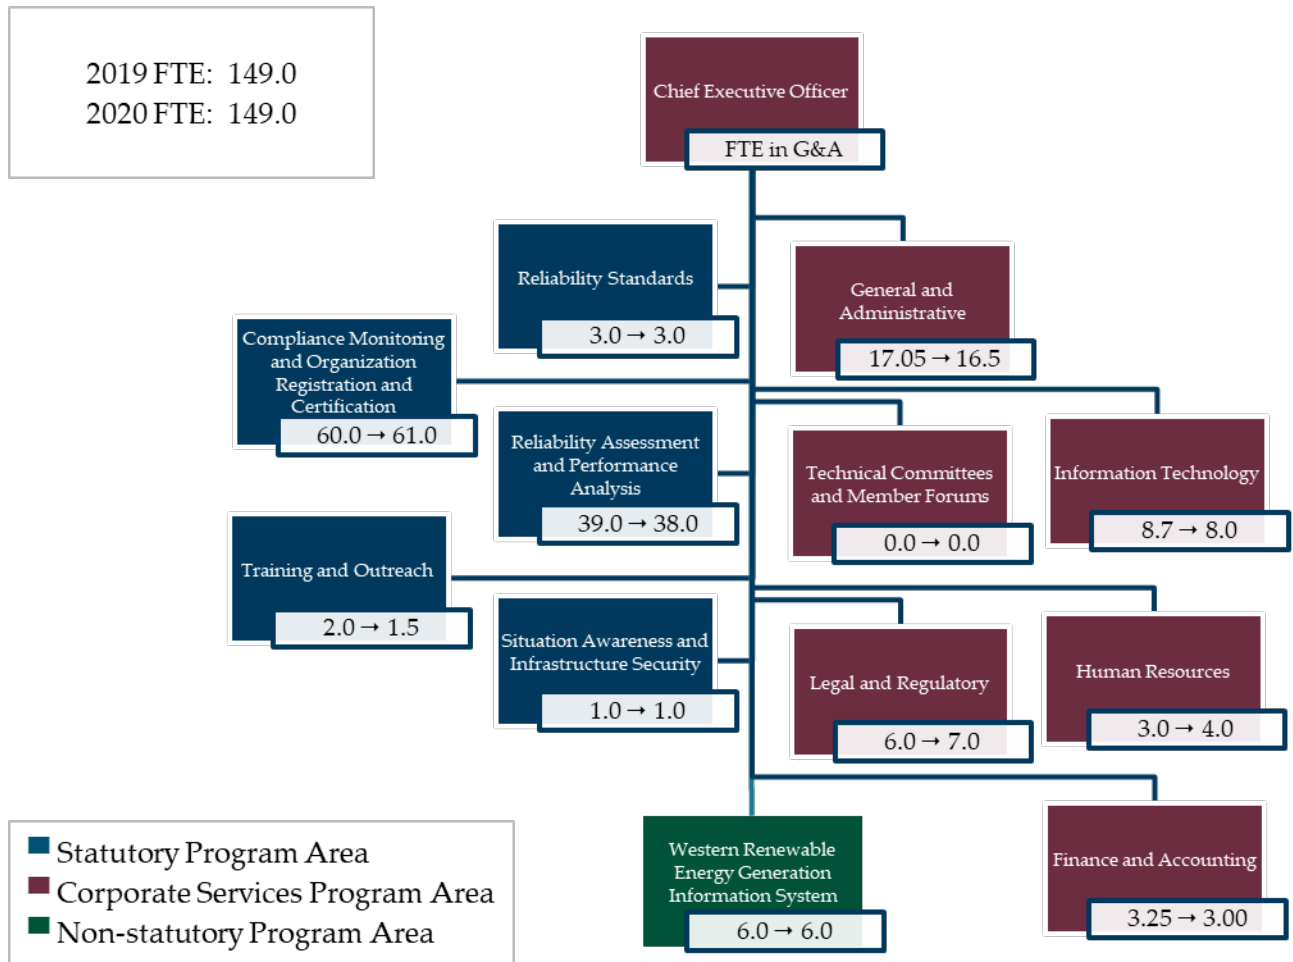 2019 FTE: 149.0
2020 FTE: 149.0
Chief Executive Officer
FTE in G&A
Reliability Standards
3.0 → 3.0
General and
Administrative
17.05 → 16.5
Compliance Monitoring
and Organization
Registration and
Certification
60.0 → 61.0
Reliability Assessment
and Performance
Analysis
39.0 → 38.0
Technical Committees
and Member Forums
0.0 → 0.0
Information Technology
8.7 → 8.0
Training and Outreach
2.0 → 1.5
Situation Awareness and
Infrastructure Security
1.0 → 1.0
Legal and Regulatory
6.0 → 7.0
Human Resources
3.0 → 4.0
Western Renewable
Energy Generation
Information System
6.0 → 6.0
Finance and Accounting
3.25 → 3.00
Statutory Program Area
Corporate Services Program Area
Non-statutory Program Area